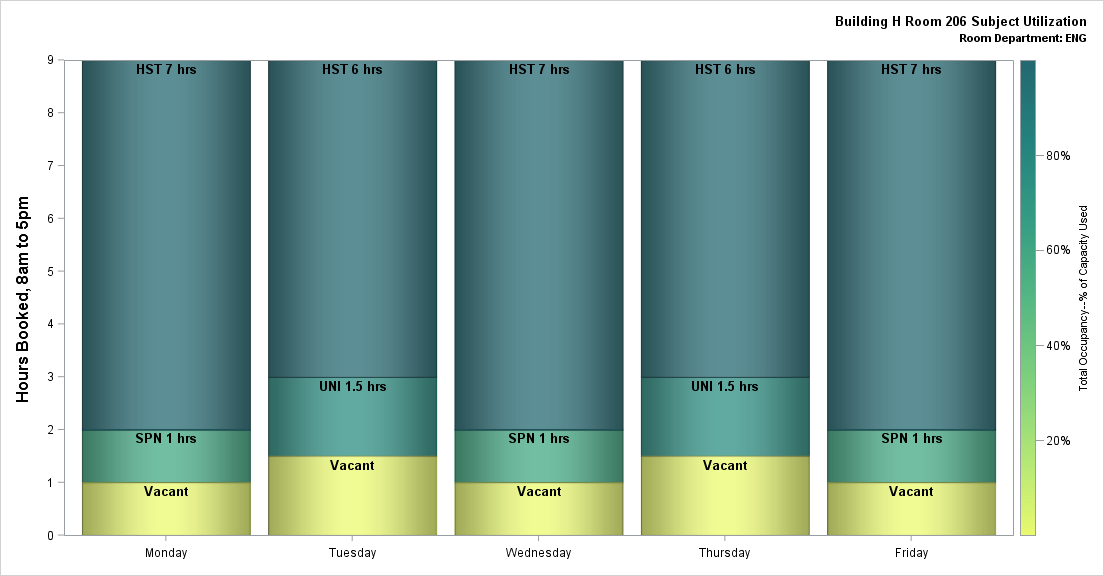 Building H Room 206 Subject Utilization
Room Department: ENG
Hours Booked, 8am to 5pm
9
8
7
6
5
4
3
2
1
0
HST 7 hrs
SPN 1 hrs
Vacant
HST 6 hrs
UNI 1.5 hrs
Vacant
HST 7 hrs
SPN 1 hrs
Vacant
HST 6 hrs
UNI 1.5 hrs
Vacant
HST 7 hrs
SPN 1 hrs
Vacant
Monday
Tuesday
Wednesday
Thursday
Friday
80%
60%
40%
20%
Total Occupancy--% of Capacity Used